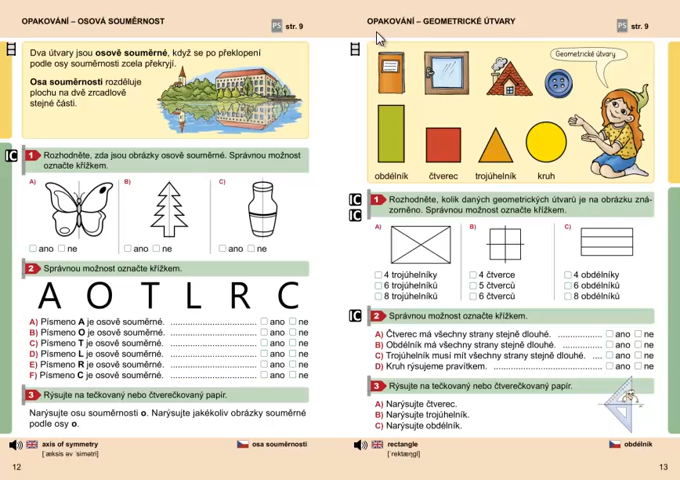 OPAKOVÁNÍ – OSOVÁ SOUMĚRNOST
PS str. 9
Dva útvary jsou osově souměrné, když se po překlopení
podle osy souměrnosti zcela překryjí.
Osa souměrnosti rozděluje
plochu na dvě zrcadlově
stejné části.
1 Rozhodněte, zda jsou obrázky osově souměrné. Správnou možnost
označte křížkem.
A) B) C)
ano ne ano ne ano ne
2 Správnou možnost označte křížkem.
A O T L R C
A) Písmeno A je osově souměrné. ................................ ano ne
B) Písmeno O je osově souměrné. ................................ ano ne
C) Písmeno T je osově souměrné. ................................ ano ne
D) Písmeno L je osově souměrné. ................................ ano ne
E) Písmeno R je osově souměrné. ................................ ano ne
F) Písmeno C je osově souměrné. ................................ ano ne
3 Rýsujte na tečkovaný nebo čtverečkovaný papír.
Narýsujte osu souměrnosti o. Narýsujte jakékoliv obrázky souměrné
podle osy o.
axis of symmetry osa souměrnosti
[ˈæksis əv ˈsimətri]
12
OPAKOVÁNÍ – GEOMETRICKÉ ÚTVARY
PS str. 9
Geometrické útvary
obdélník čtverec trojúhelník kruh
1 Rozhodněte, kolik daných geometrických útvarů je na obrázku zná-
zorněno. Správnou možnost označte křížkem.
A) B) C)
4 trojúhelníky 4 čtverce 4 obdélníky
6 trojúhelníků 5 čtverců 6 obdélníků
8 trojúhelníků 6 čtverců 8 obdélníků
2 Správnou možnost označte křížkem.
A) Čtverec má všechny strany stejně dlouhé. ................ ano ne
B) Obdélník má všechny strany stejně dlouhé. .............. ano ne
C) Trojúhelník musí mít všechny strany stejně dlouhé. .... ano ne
D) Kruh rýsujeme pravítkem. ........................................ ano ne
3 Rýsujte na tečkovaný nebo čtverečkovaný papír.
A) Narýsujte čtverec.
B) Narýsujte trojúhelník.
C) Narýsujte obdélník.
rectangle obdélník
[ˈrektæŋgl]
13